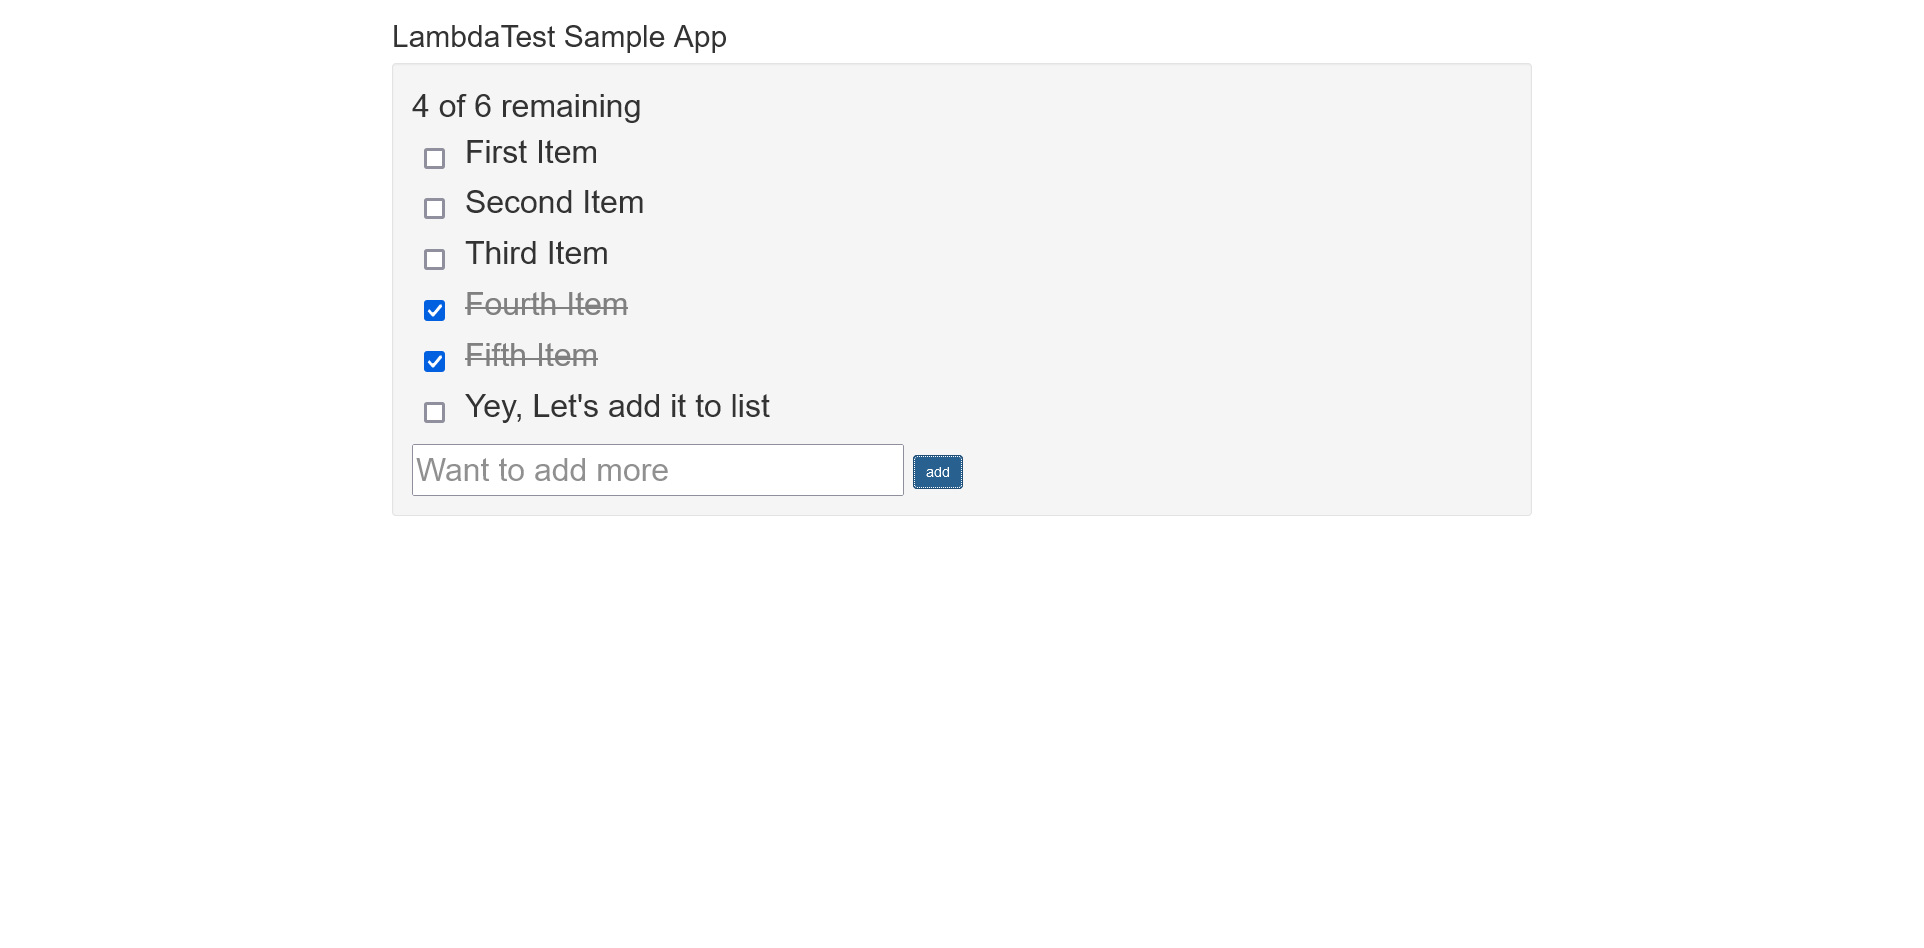 LambdaTest Sample App
4 of 6 remaining
First Item
Second Item
Third Item
Fourth Item
Fifth Item
Yey, Let's add it to list
Want to add more
add